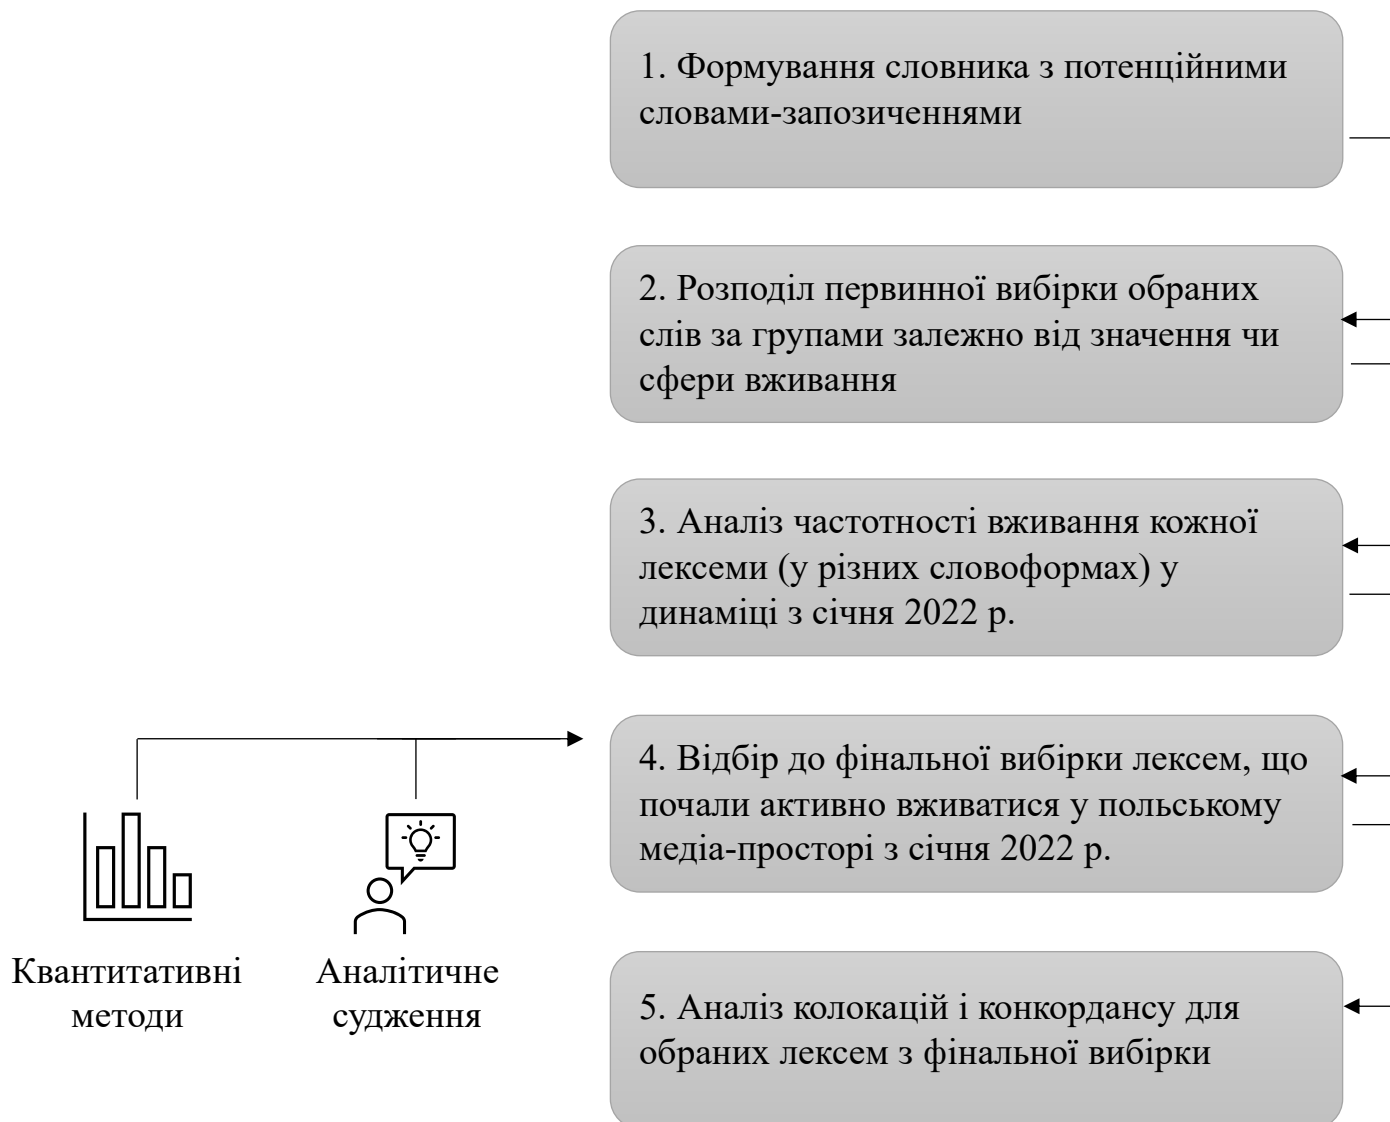 1. Формування словника з потенційними
словами-запозиченнями
2. Розподіл первинної вибірки обраних
слів за групами залежно від значення чи
сфери вживання
3. Аналіз частотності вживання кожної
лексеми (у різних словоформах) у
динаміці з січня 2022 р.
4. Відбір до фінальної вибірки лексем, що
почали активно вживатися у польському
медіа-просторі з січня 2022 р.
Квантитативні
методи
Аналітичне
судження
5. Аналіз колокацій і конкордансу для
обраних лексем з фінальної вибірки